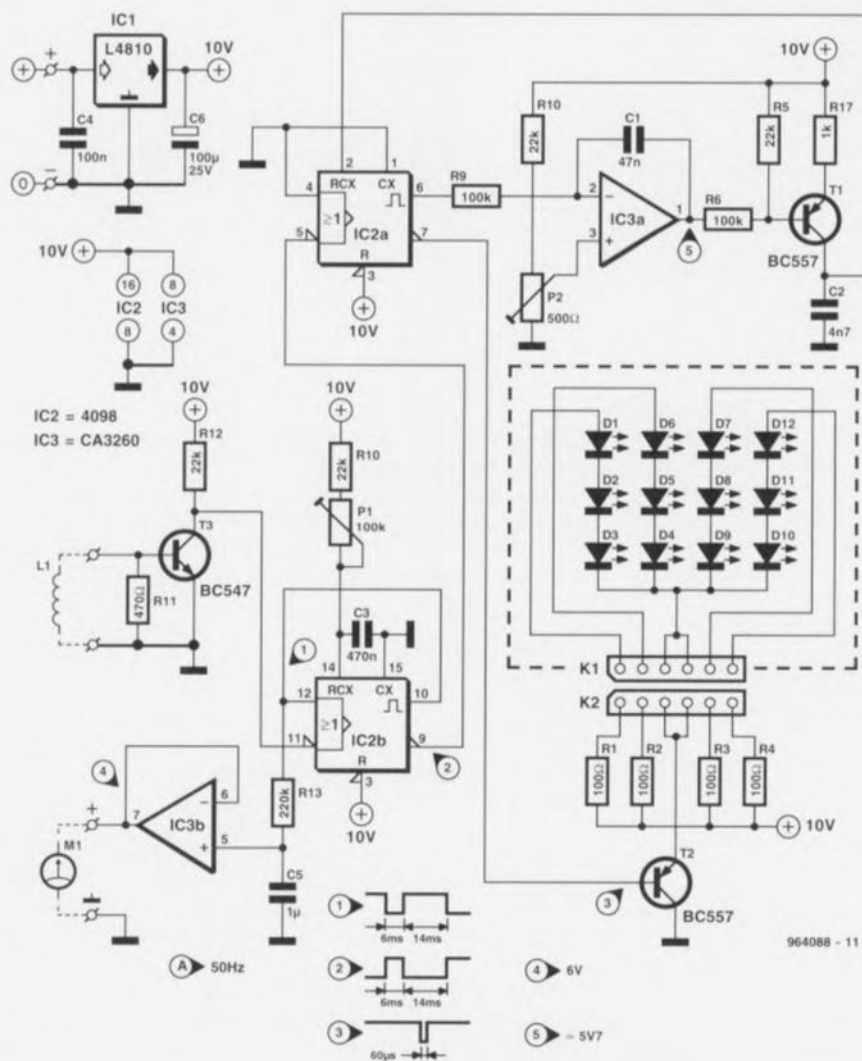 IC1
L4810
10V
+
+
+
C4
100n
C6
100µ
25V
0
−
10V
+
16
8
IC2
IC3
8
4
IC2 = 4098
IC3 = CA3260
2
1
4
RCX
CX
6
≥1
IC2a
5
7
R
3
+
10V
R9
100k
10V
+
R10
22k
R5
22k
R17
1k
C1
47n
2
−
IC3a
1
3
+
5
R6
100k
T1
BC557
P2
500Ω
C2
4n7
10V
+
R12
22k
T3
BC547
L1
R11
470Ω
10V
+
R10
22k
P1
100k
C3
470n
1
14
15
12
RCX
CX
10
≥1
IC2b
11
9
2
R
3
+
10V
R13
220k
4
6
−
7
IC3b
5
+
+
M1
C5
1µ
D1
D6
D7
D12
D2
D5
D8
D11
D3
D4
D9
D10
K1
K2
R1
R2
R3
R4
100Ω
100Ω
100Ω
100Ω
+
10V
T2
3
BC557
964088 - 11
A
50Hz
1
6ms
14ms
2
6ms
14ms
4
6V
3
60µs
5
= 5V7